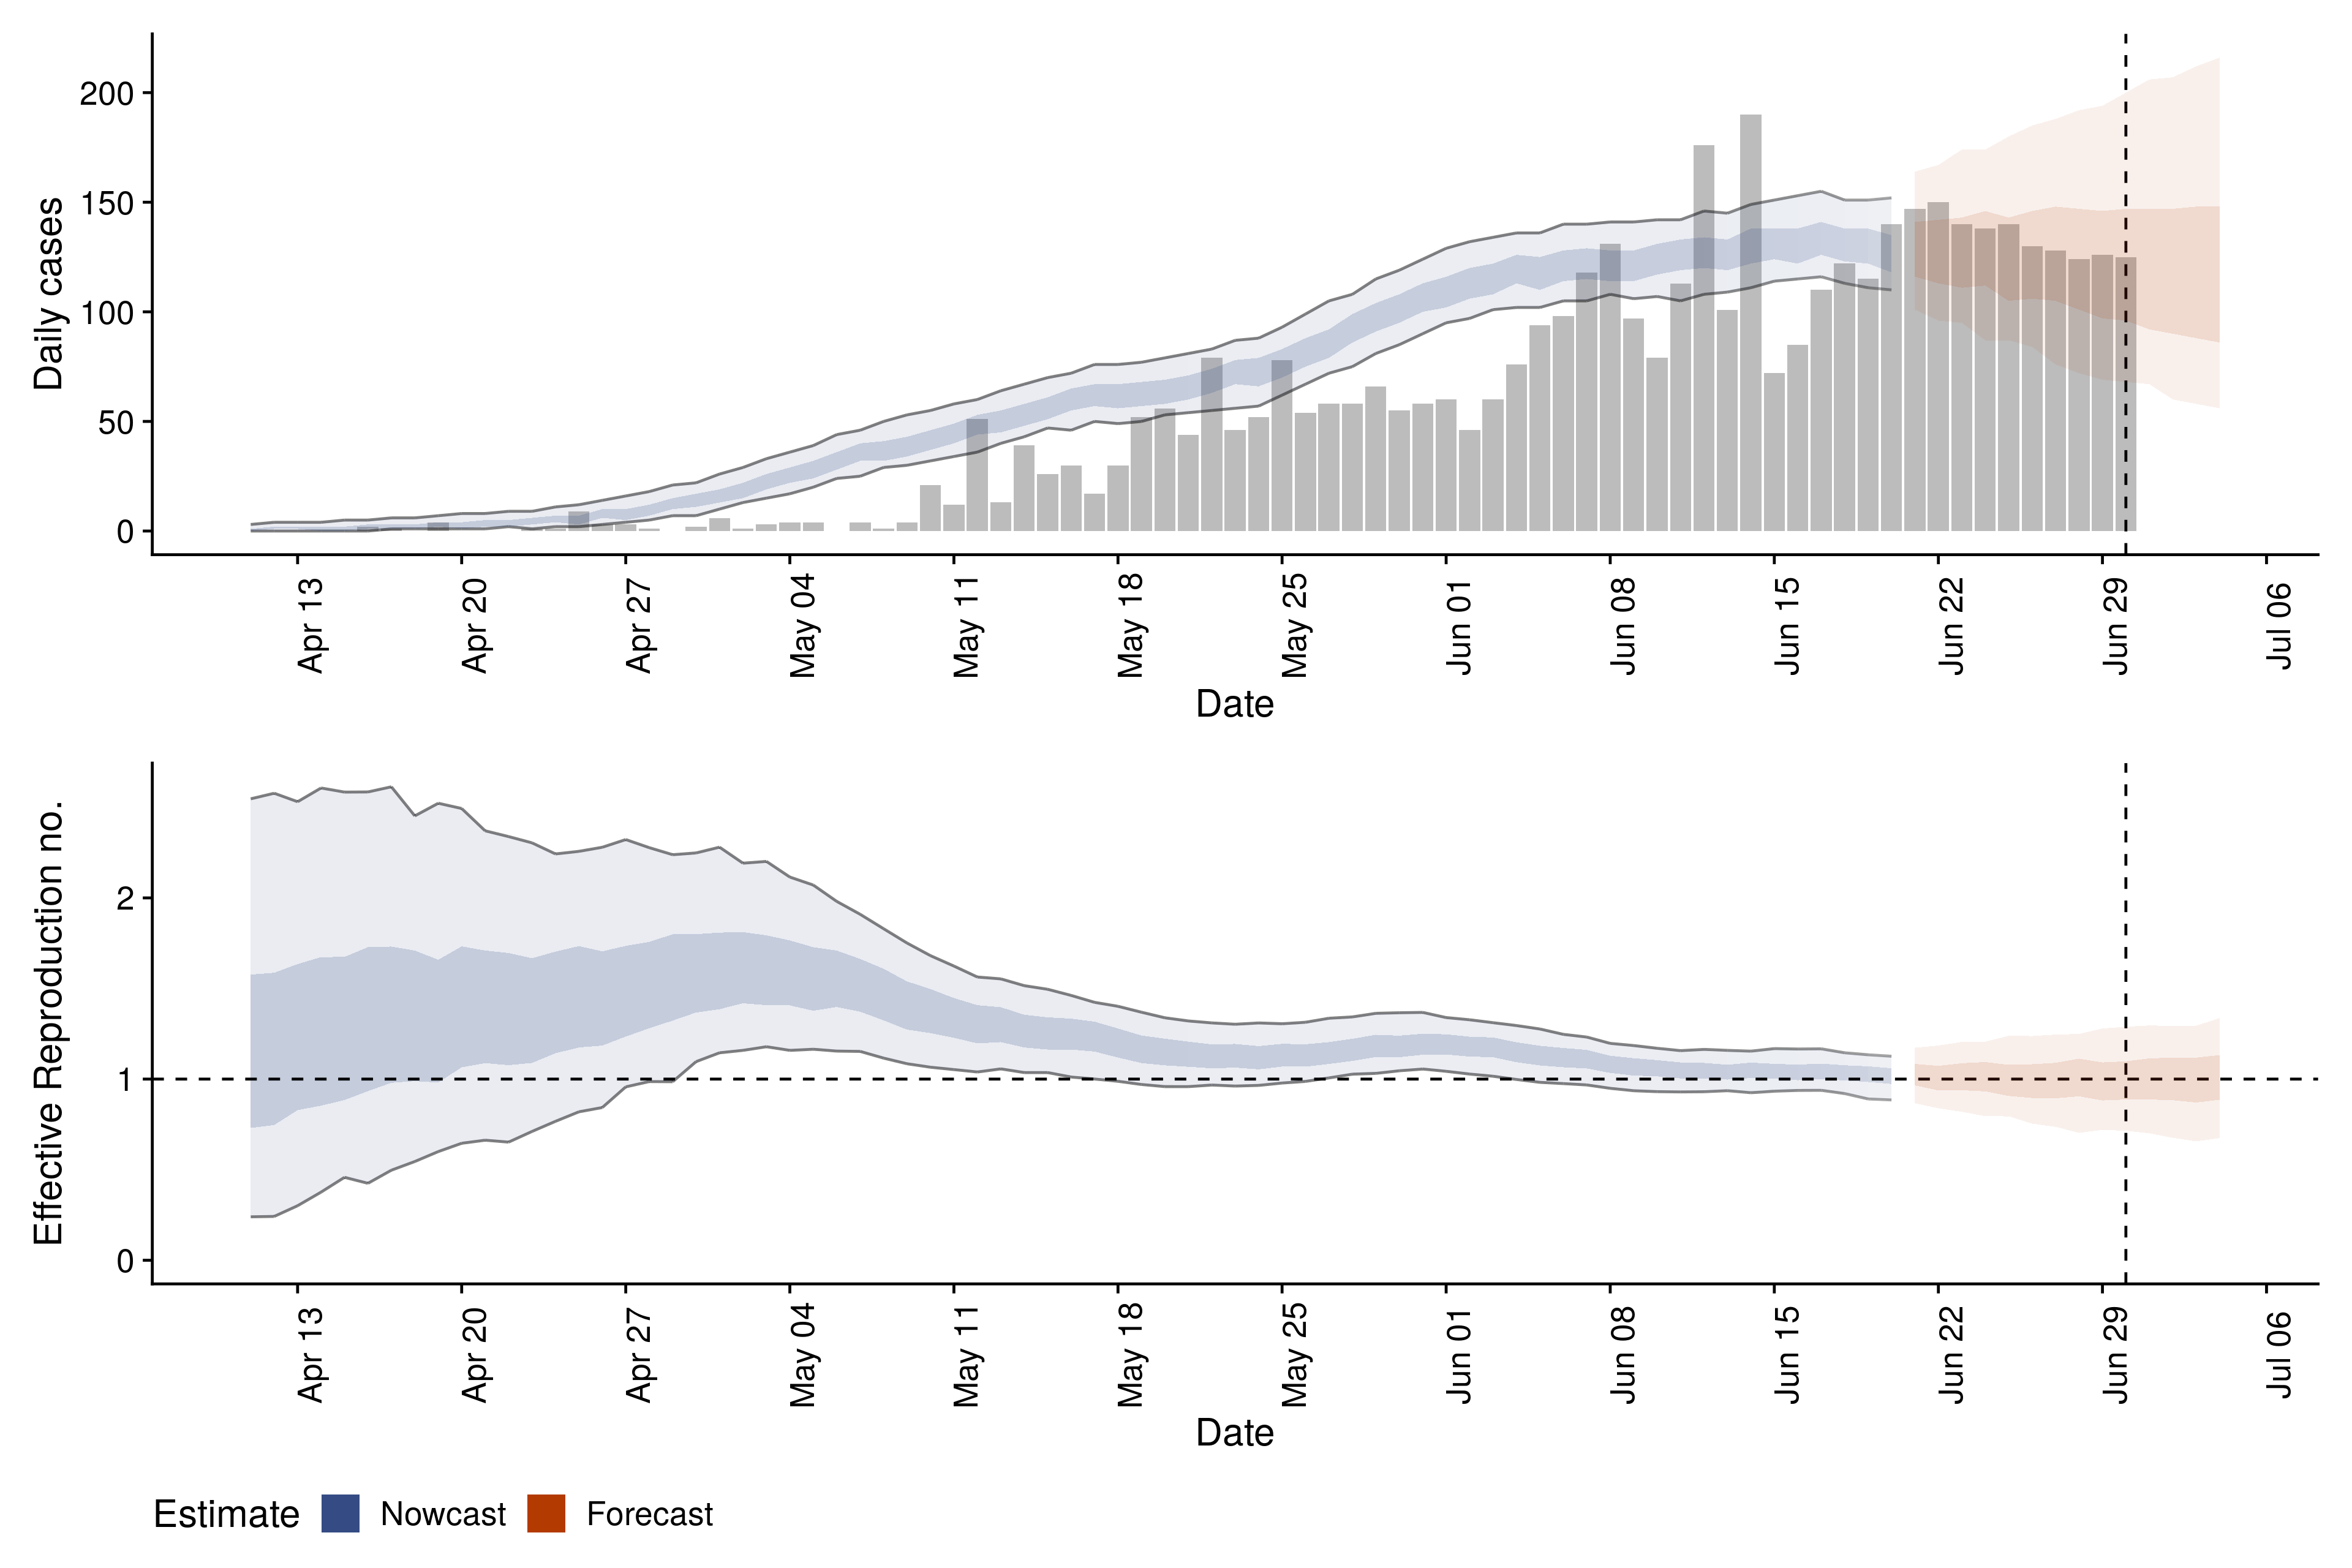 Daily cases
200
150
100
50
0
Apr 13
Apr 20
Apr 27
May 04
May 11
May 18
May 25
Jun 01
Jun 08
Jun 15
Jun 22
Jun 29
Jul 06
Date
Effective Reproduction no.
2
1
0
Apr 13
Apr 20
Apr 27
May 04
May 11
May 18
May 25
Jun 01
Jun 08
Jun 15
Jun 22
Jun 29
Jul 06
Date
Estimate Nowcast Forecast